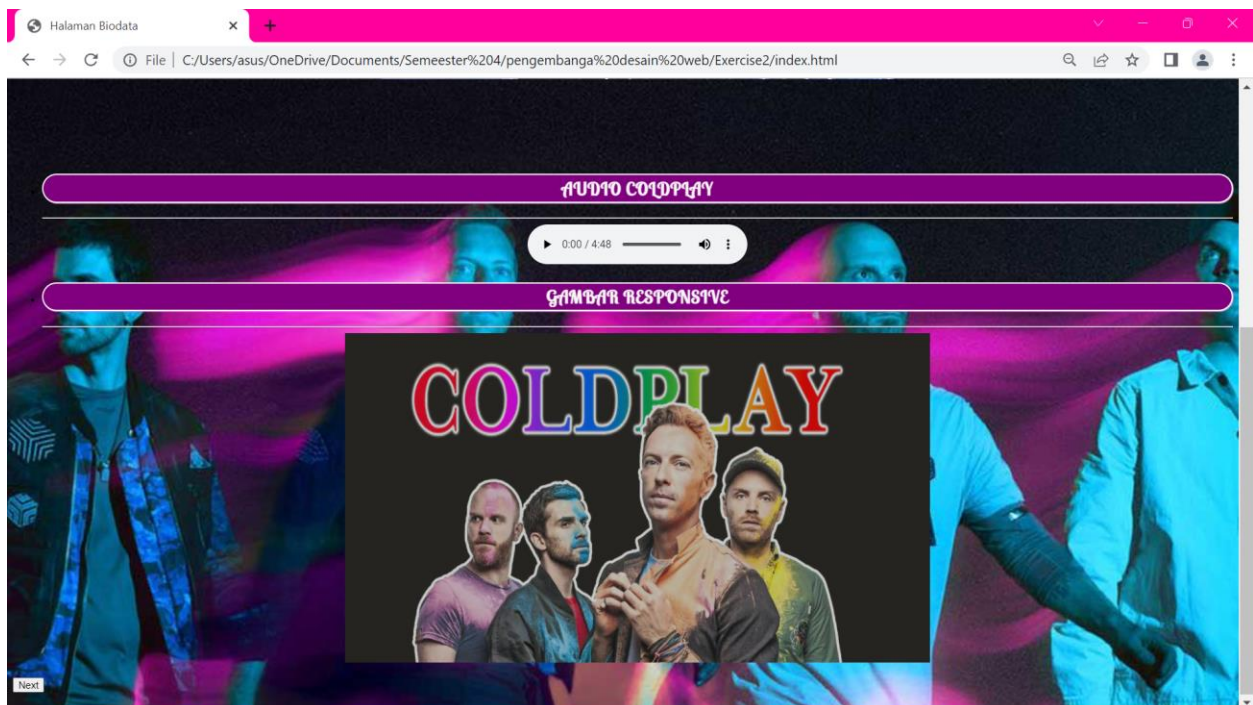 Halaman Biodata
File | C:/Users/asus/OneDrive/Documents/Semeester%204/pengembanga%20desain%20web/Exercise2/index.html
AUDIO COLDPLAY
0:00 / 4:48
GAMBAR RESPONSIVE
COLDPLAY
Next